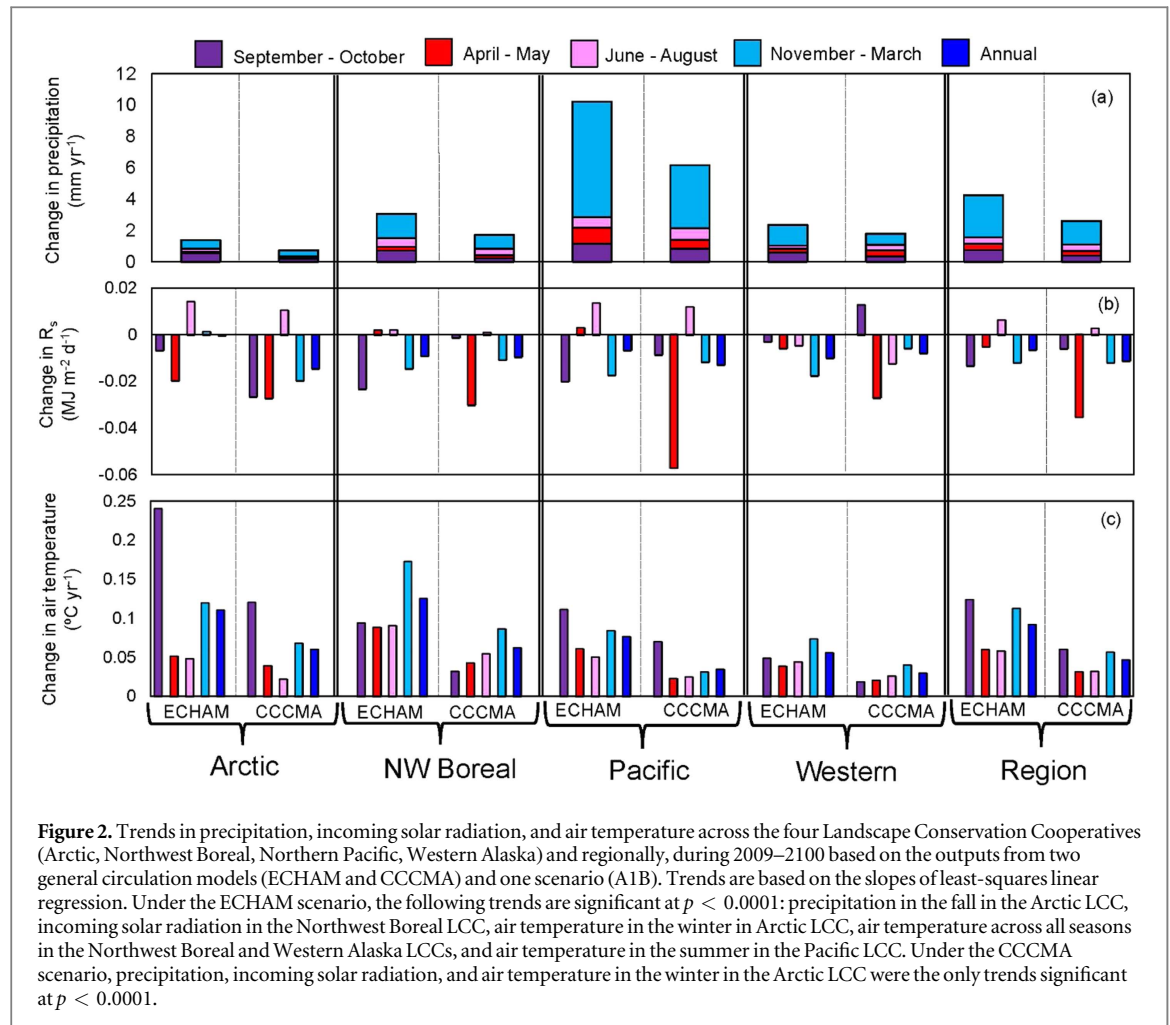 September - October April - May June - August November - March Annual
Change in precipitation
(mm yr-1)
12
10
8
6
4
2
0
(a)
Change in Rs
(MJ m-2 d-1)
0.02
0
-0.02
-0.04
-0.06
(b)
Change in air temperature
(ºC yr-1)
0.25
0.2
0.15
0.1
0.05
0
(c)
ECHAM CCCMA ECHAM CCCMA ECHAM CCCMA ECHAM CCCMA ECHAM CCCMA
Arctic NW Boreal Pacific Western Region
Figure 2. Trends in precipitation, incoming solar radiation, and air temperature across the four Landscape Conservation Cooperatives
(Arctic, Northwest Boreal, Northern Pacific, Western Alaska) and regionally, during 2009–2100 based on the outputs from two
general circulation models (ECHAM and CCCMA) and one scenario (A1B). Trends are based on the slopes of least-squares linear
regression. Under the ECHAM scenario, the following trends are significant at p < 0.0001: precipitation in the fall in the Arctic LCC,
incoming solar radiation in the Northwest Boreal LCC, air temperature in the winter in Arctic LCC, air temperature across all seasons
in the Northwest Boreal and Western Alaska LCCs, and air temperature in the summer in the Pacific LCC. Under the CCCMA
scenario, precipitation, incoming solar radiation, and air temperature in the winter in the Arctic LCC were the only trends significant
at p < 0.0001.